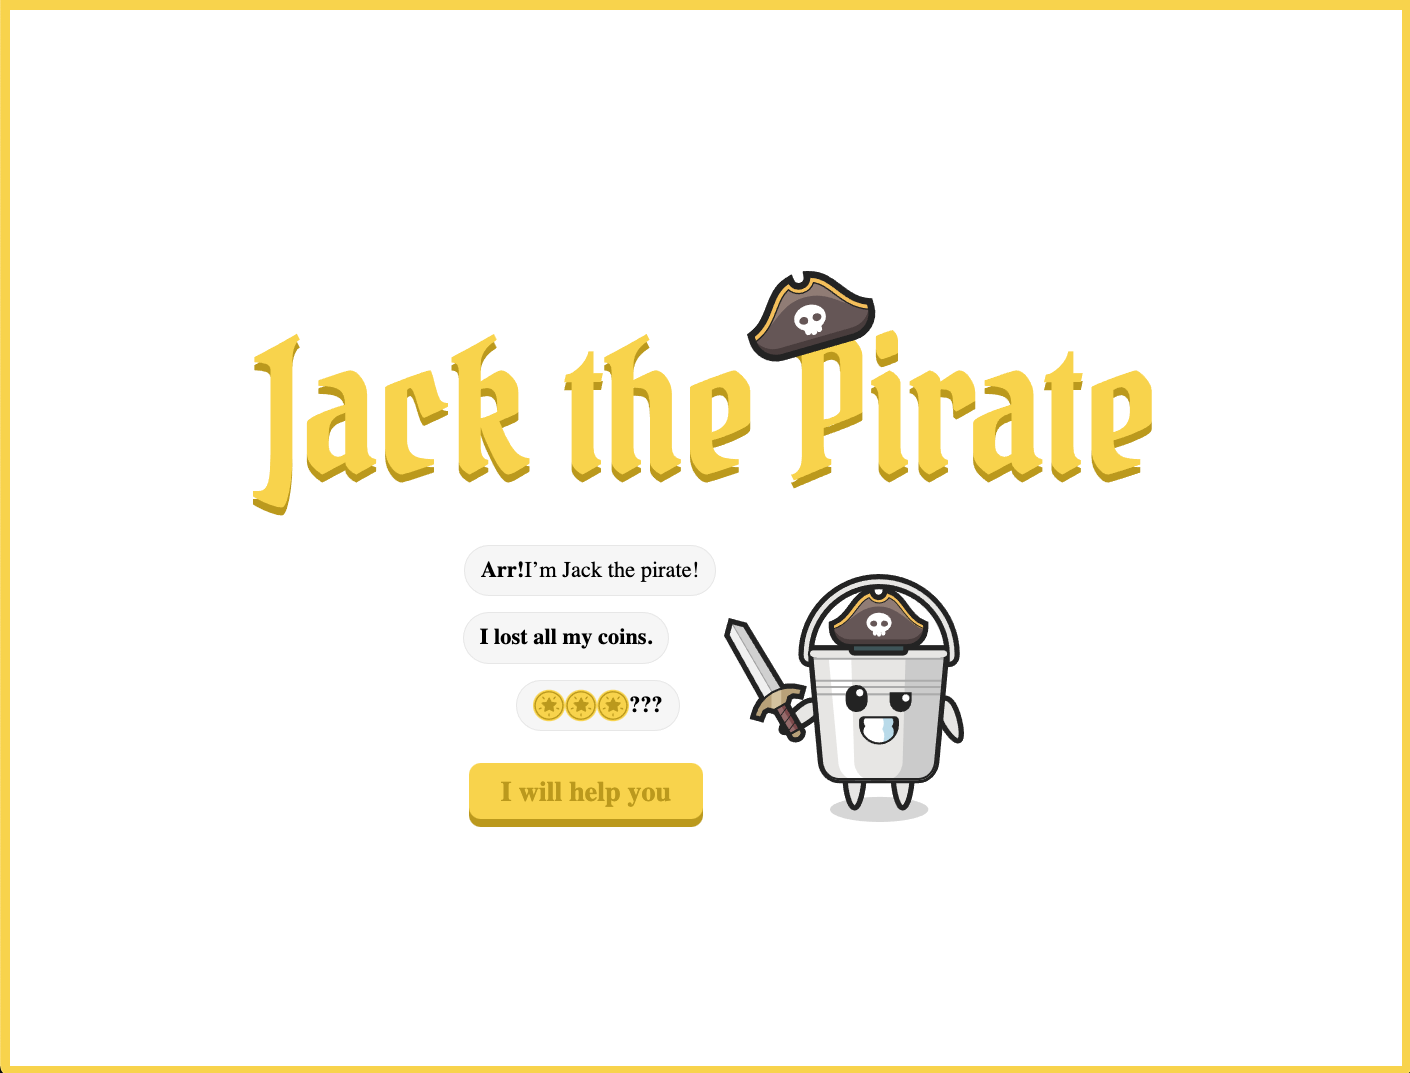 Jack the Pirate
Arr!I’m Jack the pirate!
I lost all my coins.
???
I will help you